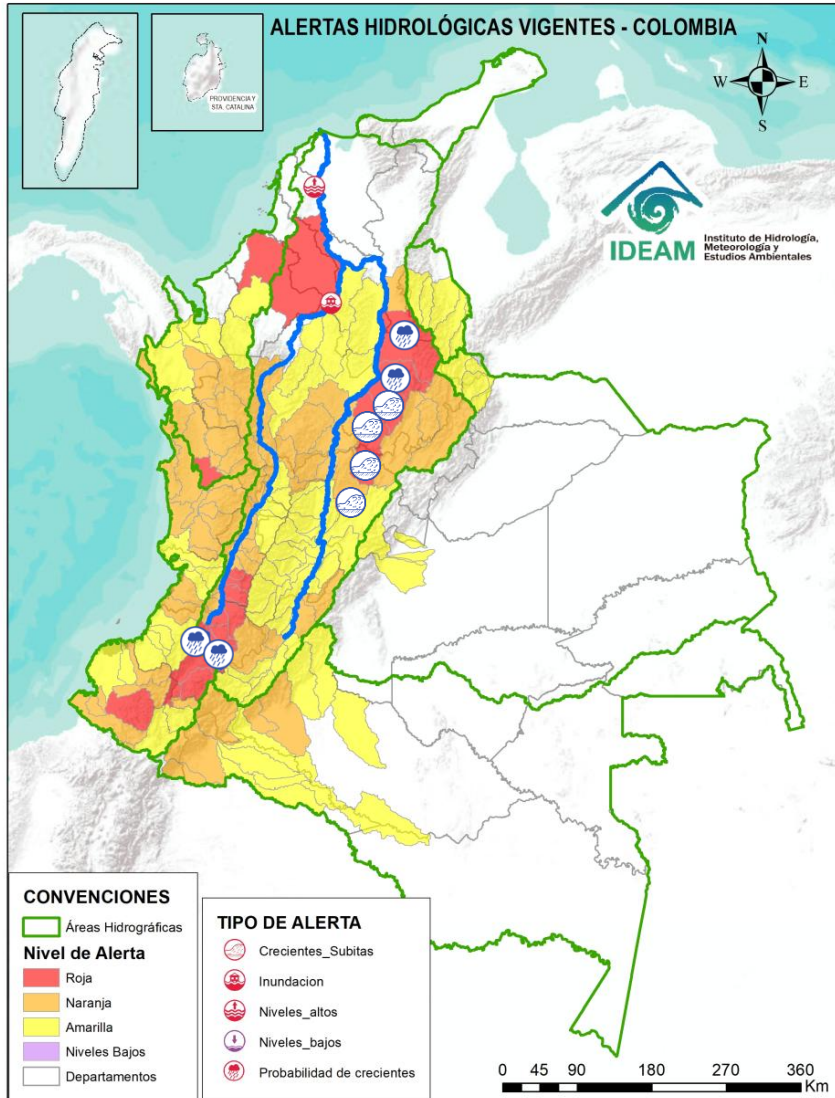 ALERTAS HIDROLÓGICAS VIGENTES - COLOMBIA
PROVIDENCIA Y
STA. CATALINA
N
W
E
S
IDEAM
Instituto de Hidrología,
Meteorología y
Estudios Ambientales
CONVENCIONES
Áreas Hidrográficas
Nivel de Alerta
Roja
Naranja
Amarilla
Niveles Bajos
Departamentos
TIPO DE ALERTA
Crecientes_Subitas
Inundacion
Niveles_altos
Niveles_bajos
Probabilidad de crecientes
0 45 90 180 270 360
Km